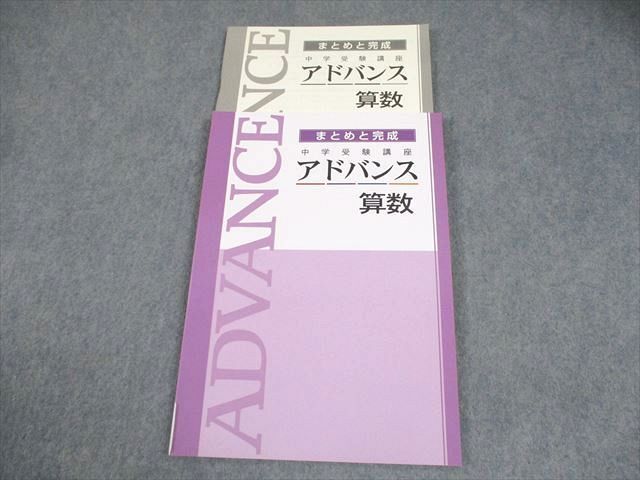 まとめと完成
中学受験講座
アドバンス
算数
ADVANCE
まとめと完成
中学受験講座
アドバンス
算数
ADVANCE